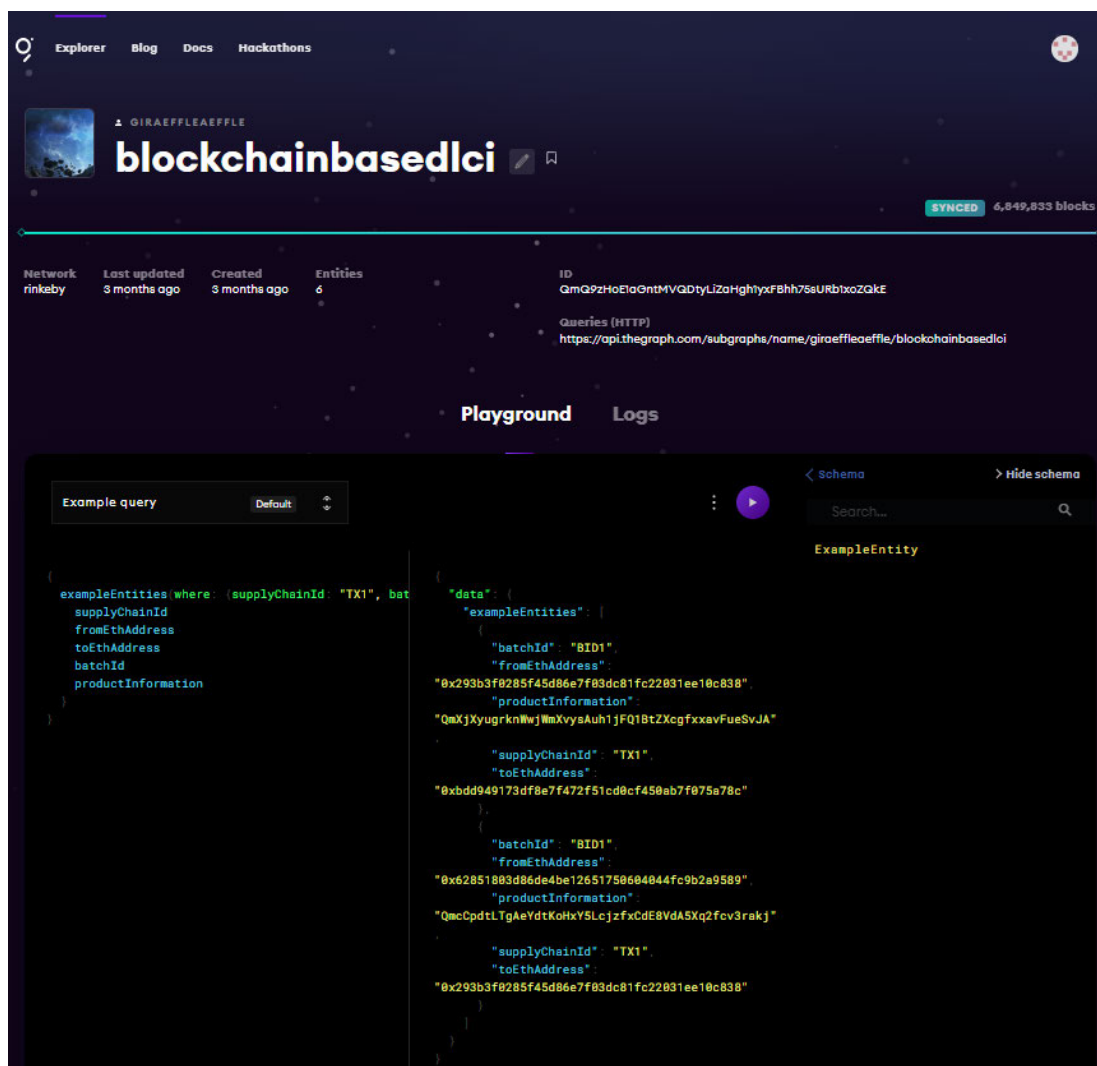 Explorer Blog Docs Hackathons
GIRAEFFLEAEFFLE
blockchainbasedlci
SYNCED 6,849,833 blocks
Network Last updated Created Entities
rinkeby 3 months ago 3 months ago 6
ID
QmQ9zHoE1aGntMVQDtyLiZaHgh1yxFBhh75sURb1xoZQkE
Queries (HTTP)
https://api.thegraph.com/subgraphs/name/giraeffleaeffle/blockchainbasedlci
Playground Logs
Schema
Hide schema
Example query Default
Search...
ExampleEntity
{
exampleEntities(where: {supplyChainId: "TX1", bat
supplyChainId
fromEthAddress
toEthAddress
batchId
productInformation
}
}
{
"data": {
"exampleEntities": [
{
"batchId": "BID1",
"fromEthAddress":
"0x293b3f0285f45d86e7f03dc81fc22031ee10c838",
"productInformation":
"QmXjXyugrknWwjWmXvysAuh1jFQ1BtZXcgfxxavFueSvJA"
,
"supplyChainId": "TX1",
"toEthAddress":
"0xbdd949173df8e7f472f51cd0cf450ab7f075a78c"
},
{
"batchId": "BID1",
"fromEthAddress":
"0x62851803d86de4be12651750604044fc9b2a9589",
"productInformation":
"QmcCpdtLTgAeYdtKoHxY5LcjzfxCdE8VdA5Xq2fcv3rakj"
,
"supplyChainId": "TX1",
"toEthAddress":
"0x293b3f0285f45d86e7f03dc81fc22031ee10c838"
}
]
}
}